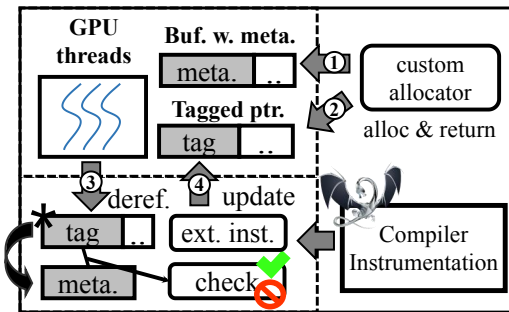 GPU
threads
Buf. w. meta.
meta. ..
1
custom
allocator
2
Tagged ptr.
tag ..
alloc & return
3
deref.
4
update
*
tag ..
ext. inst.
meta.
check
Compiler
Instrumentation